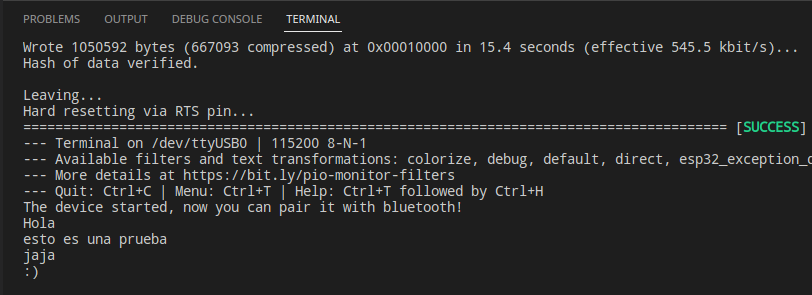 PROBLEMS OUTPUT DEBUG CONSOLE TERMINAL
Wrote 1050592 bytes (667093 compressed) at 0x00010000 in 15.4 seconds (effective 545.5 kbit/s)...
Hash of data verified.
Leaving...
Hard resetting via RTS pin...
======================================================================================== [SUCCESS]
--- Terminal on /dev/ttyUSB0 | 115200 8-N-1
--- Available filters and text transformations: colorize, debug, default, direct, esp32_exception_d
--- More details at https://bit.ly/pio-monitor-filters
--- Quit: Ctrl+C | Menu: Ctrl+T | Help: Ctrl+T followed by Ctrl+H
The device started, now you can pair it with bluetooth!
Hola
esto es una prueba
jaja
:)